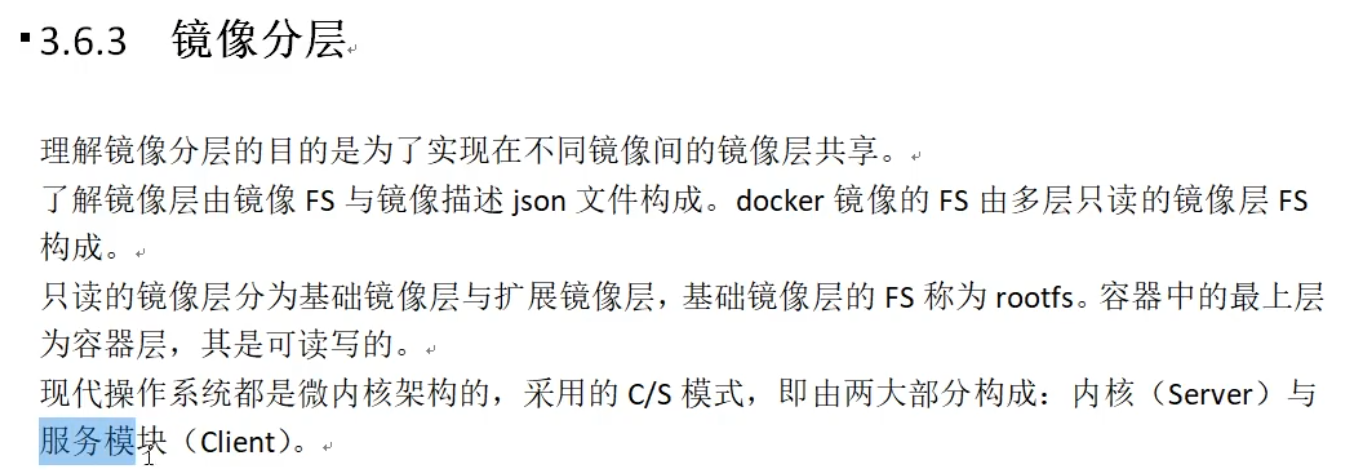 ▪3.6.3 镜像分层
理解镜像分层的目的是为了实现在不同镜像间的镜像层共享。
了解镜像层由镜像 FS 与镜像描述 json 文件构成。docker 镜像的 FS 由多层只读的镜像层 FS
构成。
只读的镜像层分为基础镜像层与扩展镜像层，基础镜像层的 FS 称为 rootfs。容器中的最上层
为容器层，其是可读写的。
现代操作系统都是微内核架构的，采用的 C/S 模式，即由两大部分构成：内核（Server）与
服务模块（Client）。